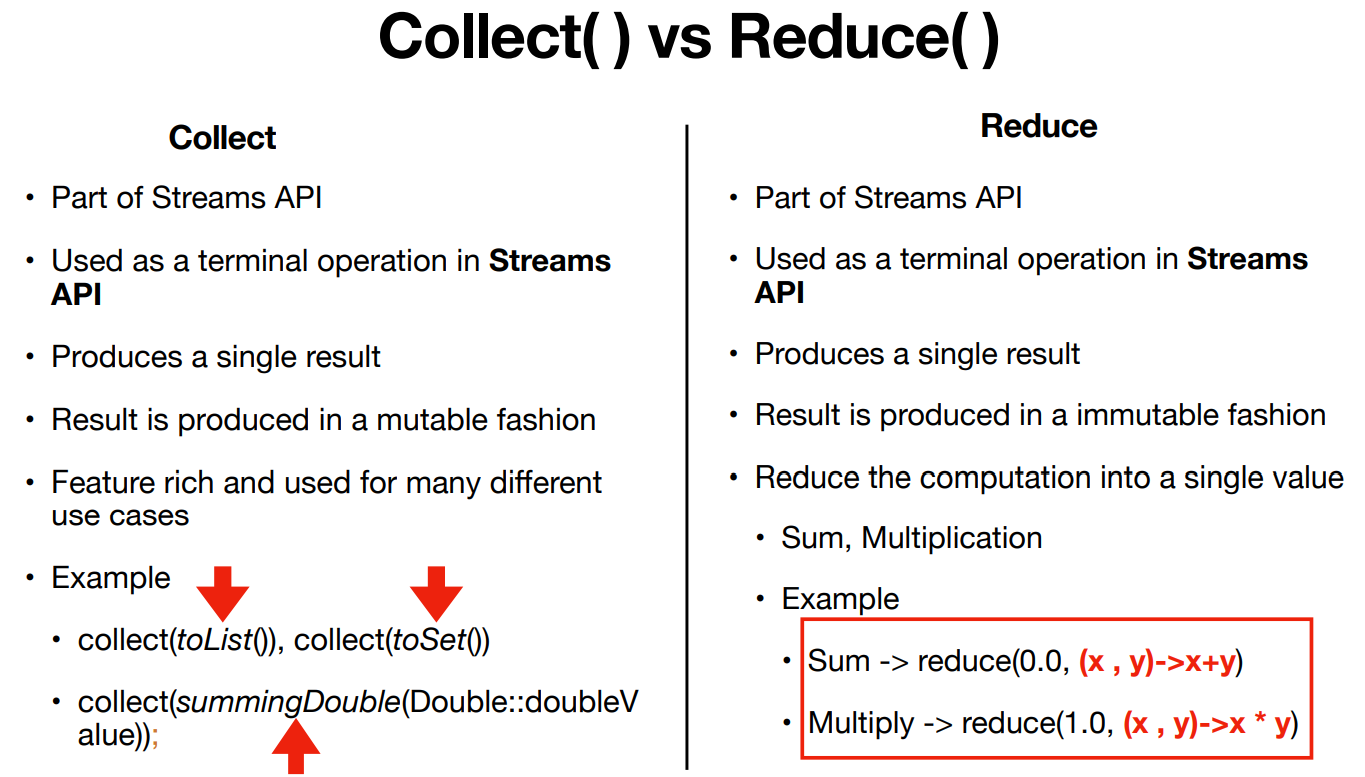 Collect( ) vs Reduce( )
Collect
• Part of Streams API
• Used as a terminal operation in Streams
API
• Produces a single result
• Result is produced in a mutable fashion
• Feature rich and used for many different
use cases
• Example
• collect(toList()), collect(toSet())
• collect(summingDouble(Double::doubleV
alue));
Reduce
• Part of Streams API
• Used as a terminal operation in Streams
API
• Produces a single result
• Result is produced in a immutable fashion
• Reduce the computation into a single value
• Sum, Multiplication
• Example
• Sum -> reduce(0.0, (x , y)->x+y)
• Multiply -> reduce(1.0, (x , y)->x * y)